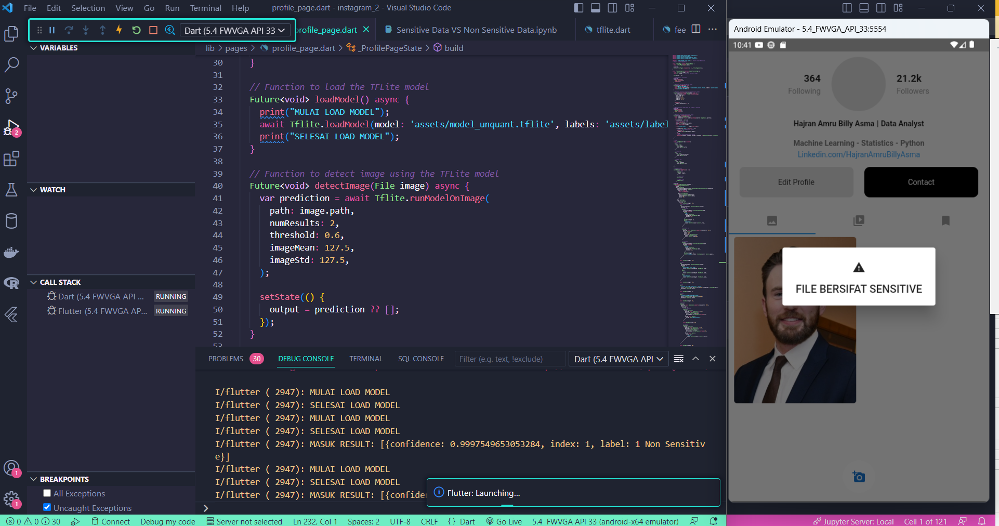 File Edit Selection View Go Run Terminal Help profile_page.dart - instagram_2 - Visual Studio Code
Dart (5.4 FWVGA API 33
profile_page.dart Sensitive Data VS Non Sensitive Data.ipynb tflite.dart fee
VARIABLES
lib > pages > profile_page.dart > _ProfilePageState > build
30 }
31
32 // Function to load the TFLite model
33 Future<void> loadModel() async {
34 print("MULAI LOAD MODEL");
35 await Tflite.loadModel(model: 'assets/model_unquant.tflite', labels: 'assets/label
36 print("SELESAI LOAD MODEL");
37 }
38
39 // Function to detect image using the TFLite model
40 Future<void> detectImage(File image) async {
41 var prediction = await Tflite.runModelOnImage(
42 path: image.path,
43 numResults: 2,
44 threshold: 0.6,
45 imageMean: 127.5,
46 imageStd: 127.5,
47 );
48
49 setState(() {
50 output = prediction ?? [];
51 });
52 }
53
WATCH
CALL STACK
Dart (5.4 FWVGA API ... RUNNING
Flutter (5.4 FWVGA AP... RUNNING
BREAKPOINTS
All Exceptions
Uncaught Exceptions
2
1
1
PROBLEMS 30 DEBUG CONSOLE TERMINAL SQL CONSOLE Filter (e.g. text, !exclude) Dart (5.4 FWVGA API
I/flutter ( 2947): MULAI LOAD MODEL
I/flutter ( 2947): SELESAI LOAD MODEL
I/flutter ( 2947): MULAI LOAD MODEL
I/flutter ( 2947): SELESAI LOAD MODEL
I/flutter ( 2947): MASUK RESULT: [{confidence: 0.9997549653053284, index: 1, label: 1 Non Sensitiv
e}]
I/flutter ( 2947): MULAI LOAD MODEL
I/flutter ( 2947): SELESAI LOAD MODEL
I/flutter ( 2947): MASUK RESULT: [{confide
Flutter: Launching...
0 0 30 Connect Debug my code Server not selected Ln 232, Col 1 Spaces: 2 UTF-8 CRLF {} Dart Go Live 5.4 FWVGA API 33 (android-x64 emulator)
Android Emulator - 5.4_FWVGA_API_33:5554
10:41
364 21.2k
Following Followers
Hajran Amru Billy Asma | Data Analyst
Machine Learning - Statistics - Python
Linkedin.com/HajranAmruBillyAsma
Edit Profile Contact
FILE BERSIFAT SENSITIVE
Jupyter Server: Local Cell 1 of 121